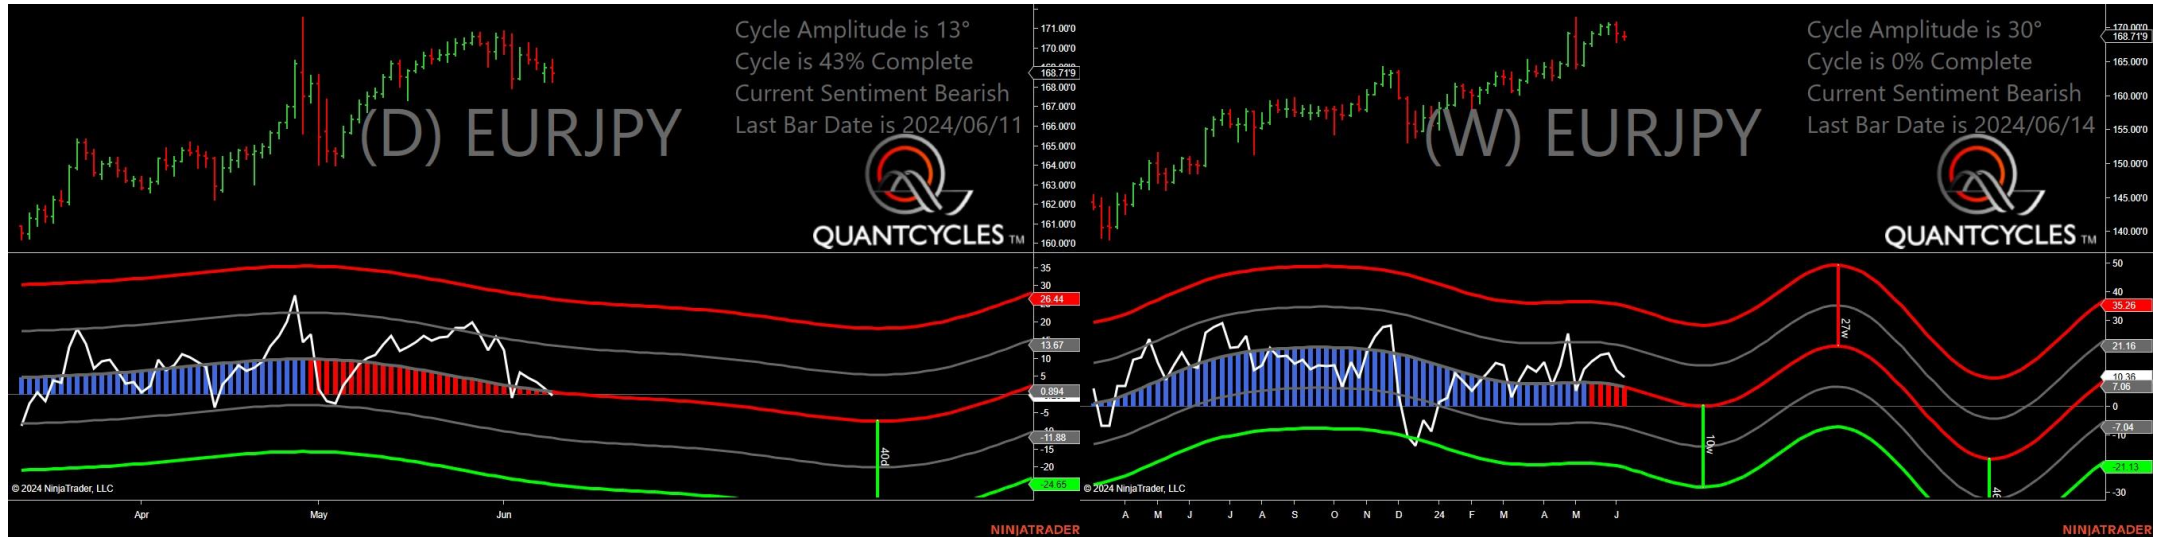 Cycle Amplitude is 13°
Cycle is 43% Complete
Current Sentiment Bearish
Last Bar Date is 2024/06/11
(D) EURJPY
QUANTCYCLES TM
171.00'0
170.00'0
168.71'9
168.00'0
167.00'0
166.00'0
165.00'0
164.00'0
163.00'0
162.00'0
161.00'0
160.00'0
35
30
26.44
20
13.67
10
5
0.894
-5
-11.88
-15
-20
-24.65
40d
© 2024 NinjaTrader, LLC
Apr May Jun
NINJATRADER
Cycle Amplitude is 30°
Cycle is 0% Complete
Current Sentiment Bearish
Last Bar Date is 2024/06/14
(W) EURJPY
QUANTCYCLES TM
170.00'0
168.71'9
165.00'0
160.00'0
155.00'0
150.00'0
145.00'0
140.00'0
50
40
35.26
30
21.16
10.36
7.06
0
-7.04
-10
-21.13
-30
27w
10w
© 2024 NinjaTrader, LLC
A M J J A S O N D 24 F M A M J
NINJATRADER